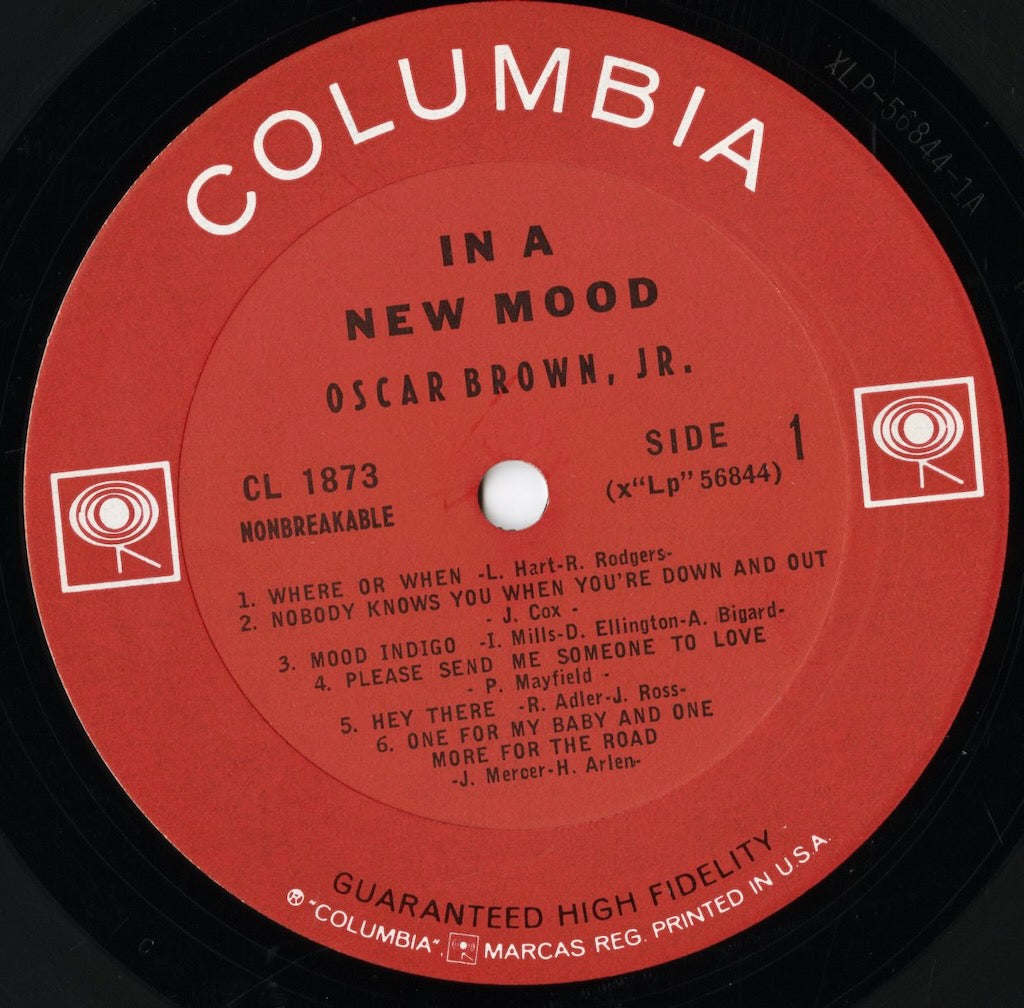 COLUMBIA
XLP-56844-1A
IN A
NEW MOOD
OSCAR BROWN, JR.
SIDE 1
CL 1873
(x"Lp" 56844)
NONBREAKABLE
1. WHERE OR WHEN -L. Hart-R. Rodgers-
2. NOBODY KNOWS YOU WHEN YOU'RE DOWN AND OUT
- J. Cox -
3. MOOD INDIGO -I. Mills-D. Ellington-A. Bigard-
4. PLEASE SEND ME SOMEONE TO LOVE
- P. Mayfield -
5. HEY THERE -R. Adler-J. Ross-
6. ONE FOR MY BABY AND ONE
MORE FOR THE ROAD
-J. Mercer-H. Arlen-
GUARANTEED HIGH FIDELITY
® "COLUMBIA", MARCAS REG. PRINTED IN U.S.A.